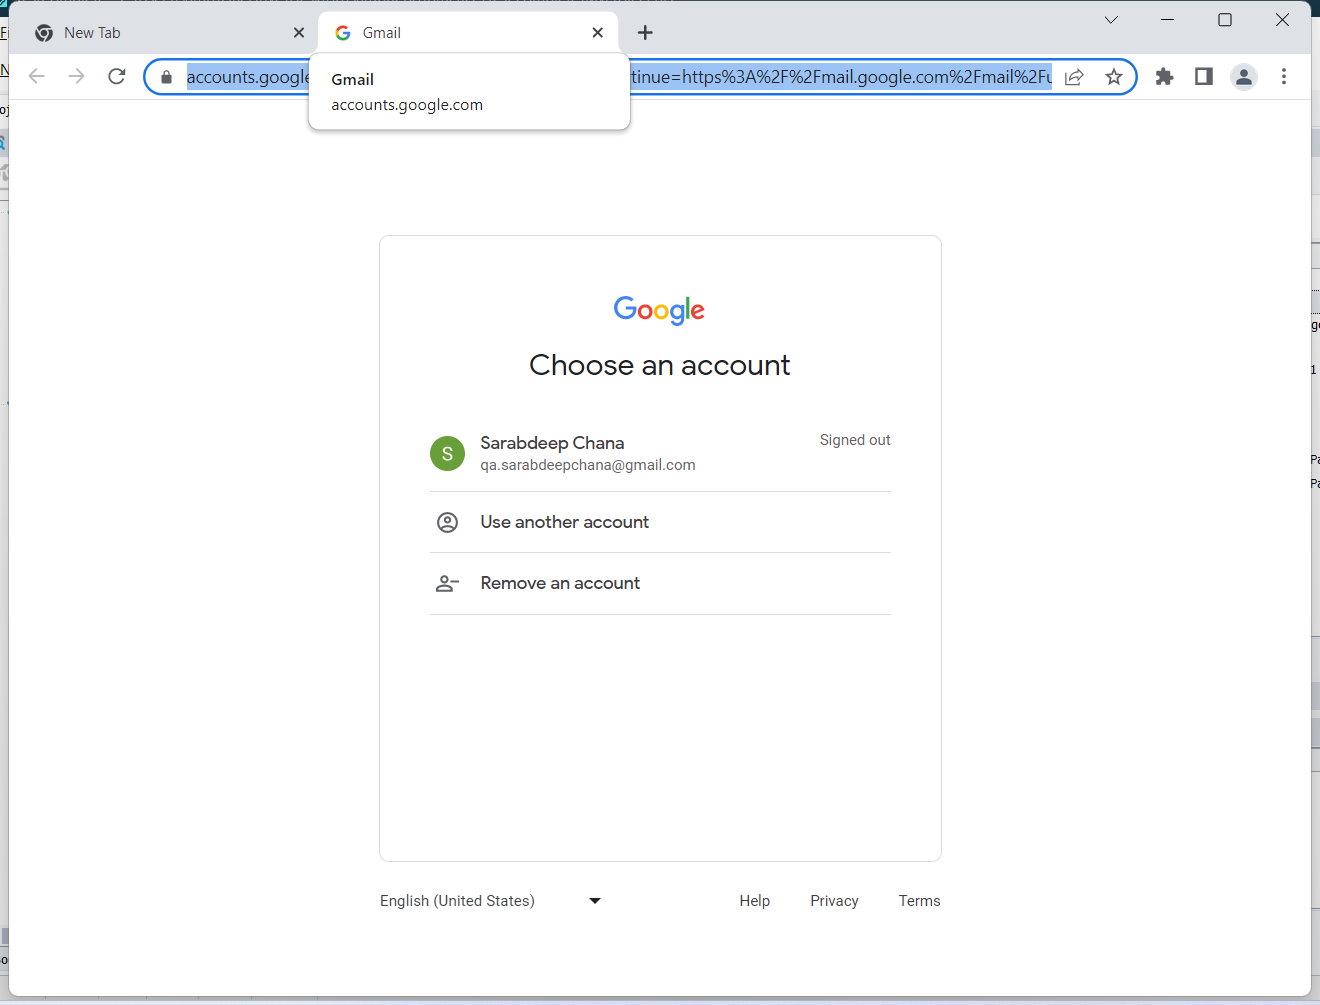 New Tab
Gmail
accounts.google
tinue=https%3A%2F%2Fmail.google.com%2Fmail%2Fu
Gmail
accounts.google.com
Google
Choose an account
S
Sarabdeep Chana
Signed out
qa.sarabdeepchana@gmail.com
Use another account
Remove an account
English (United States)
Help
Privacy
Terms